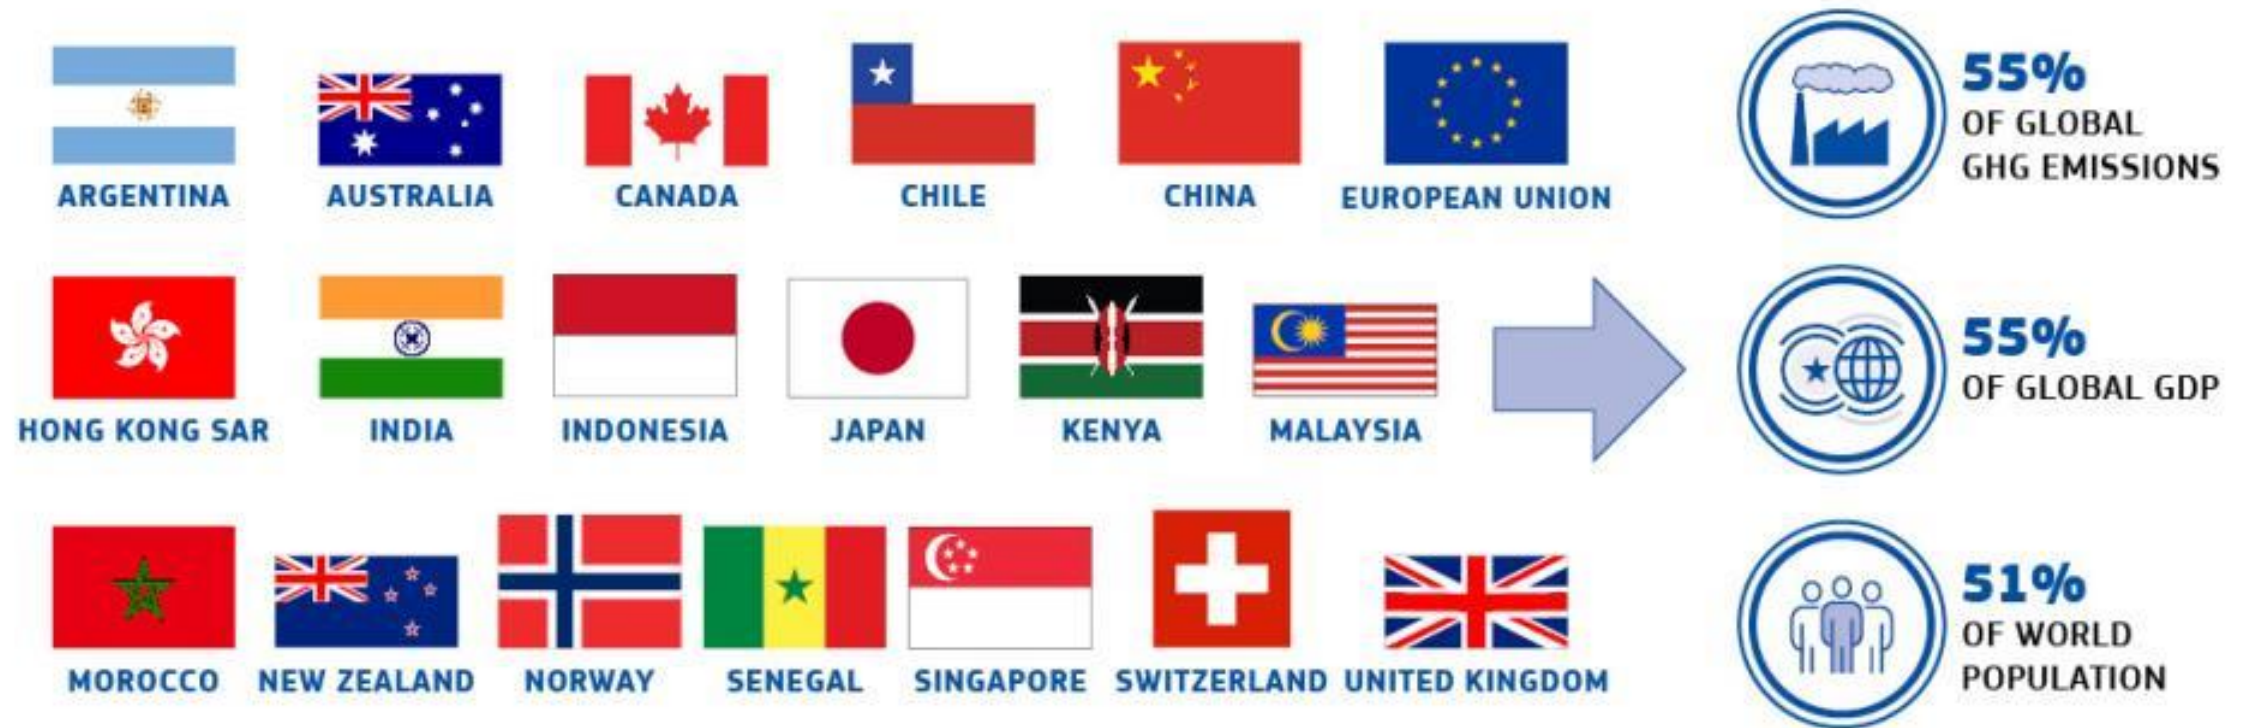 ARGENTINA
AUSTRALIA
CANADA
CHILE
CHINA
EUROPEAN UNION
HONG KONG SAR
INDIA
INDONESIA
JAPAN
KENYA
MALAYSIA
MOROCCO
NEW ZEALAND
NORWAY
SENEGAL
SINGAPORE
SWITZERLAND
UNITED KINGDOM
55%
OF GLOBAL
GHG EMISSIONS
55%
OF GLOBAL GDP
51%
OF WORLD
POPULATION